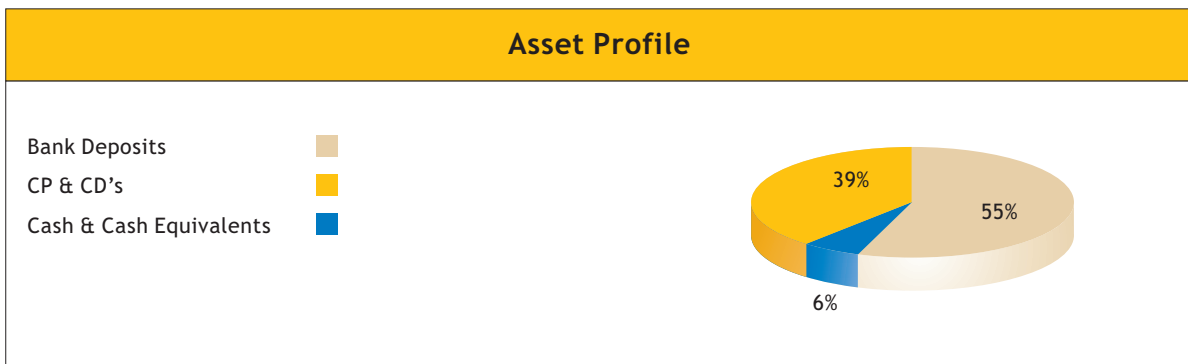 Asset Profile
Bank Deposits
CP & CD’s
Cash & Cash Equivalents
39%
55%
6%